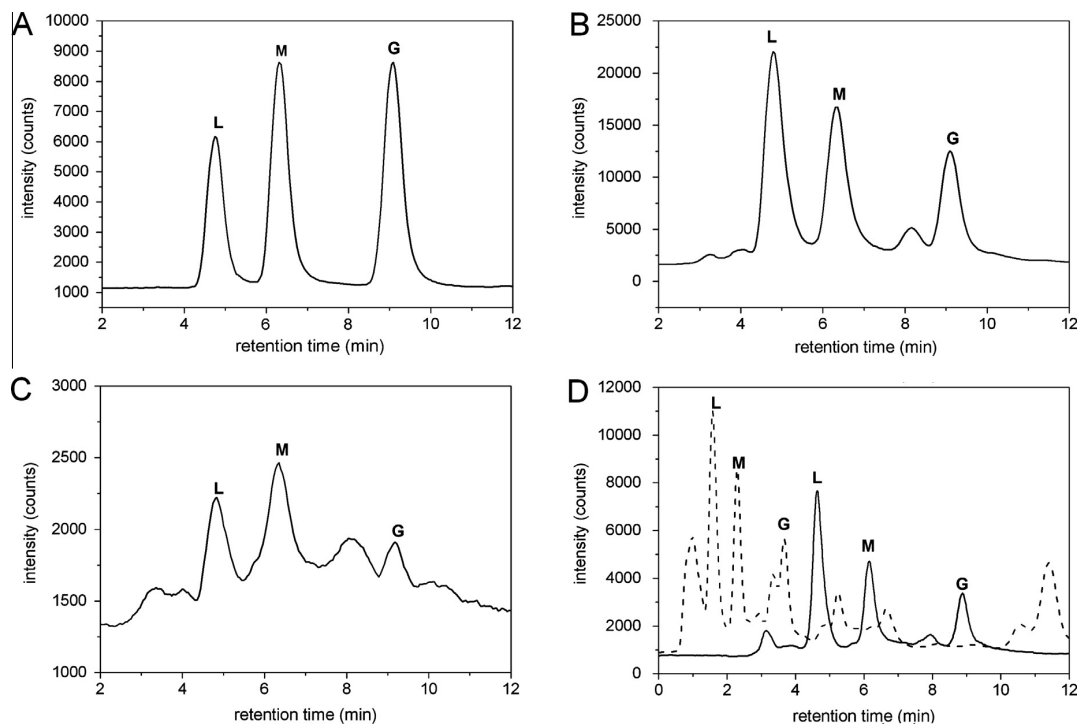 A
10000
9000
8000
7000
6000
5000
4000
3000
2000
1000
intensity (counts)
L
M
G
2 4 6 8 10 12
retention time (min)
B
25000
20000
15000
10000
5000
0
intensity (counts)
L
M
G
2 4 6 8 10 12
retention time (min)
C
3000
2500
2000
1500
1000
intensity (counts)
L
M
G
2 4 6 8 10 12
retention time (min)
D
12000
10000
8000
6000
4000
2000
0
intensity (counts)
L
M
G
L
M
G
0 2 4 6 8 10 12
retention time (min)